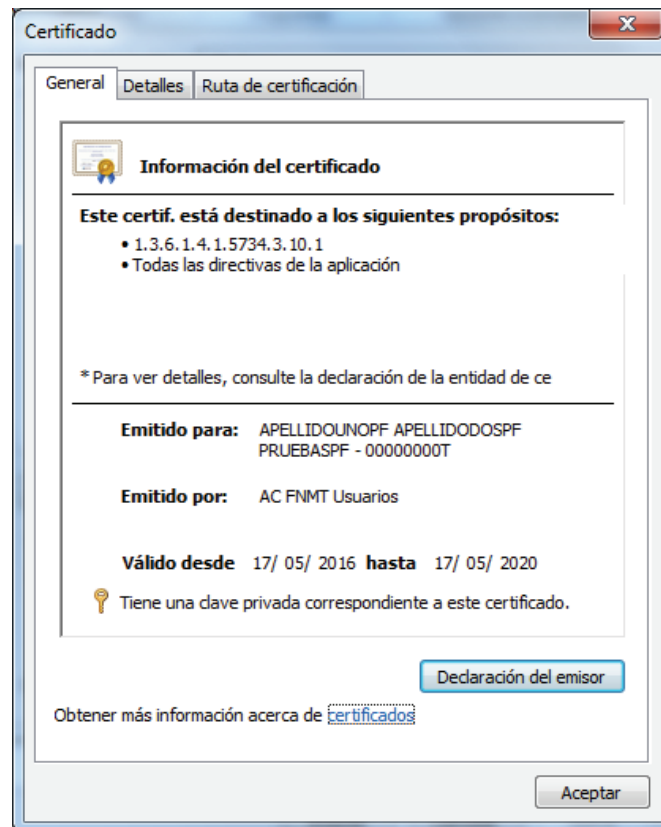 Certificado
General Detalles Ruta de certificación
Información del certificado
Este certif. está destinado a los siguientes propósitos:
• 1.3.6.1.4.1.5734.3.10.1
• Todas las directivas de la aplicación
* Para ver detalles, consulte la declaración de la entidad de ce
Emitido para: APELLIDOUNOPF APELLIDODOSPF
PRUEBASPF - 00000000T
Emitido por: AC FNMT Usuarios
Válido desde 17/ 05/ 2016 hasta 17/ 05/ 2020
Tiene una clave privada correspondiente a este certificado.
Declaración del emisor
Obtener más información acerca de certificados
Aceptar